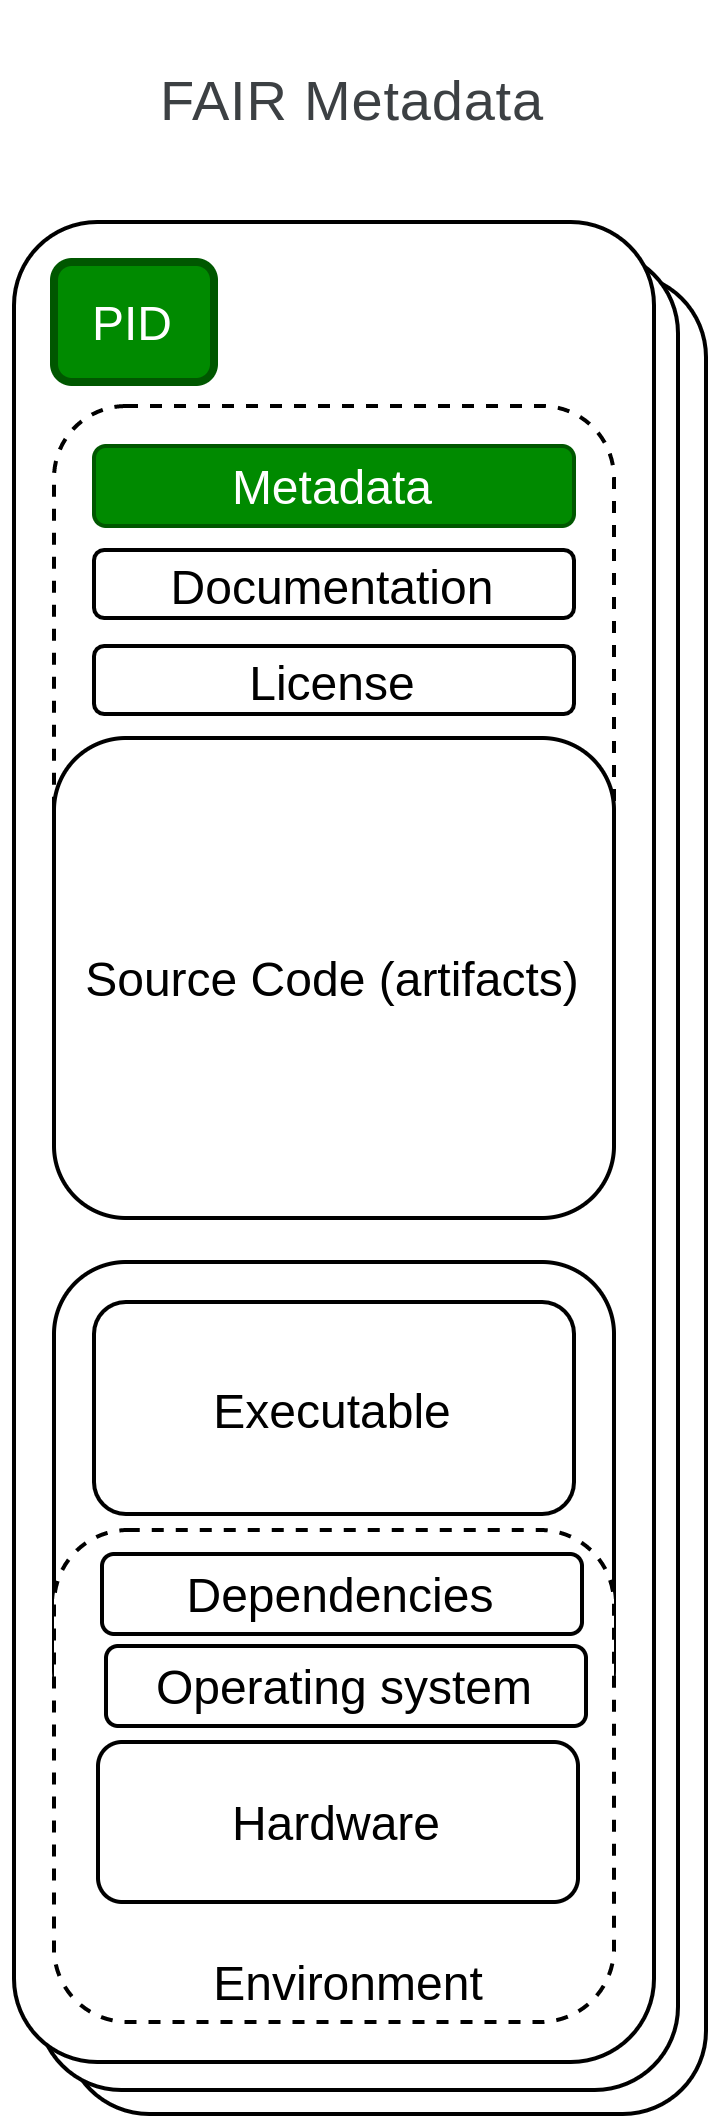 FAIR Metadata
PID
Metadata
Documentation
License
Source Code (artifacts)
Executable
Dependencies
Operating system
Hardware
Environment